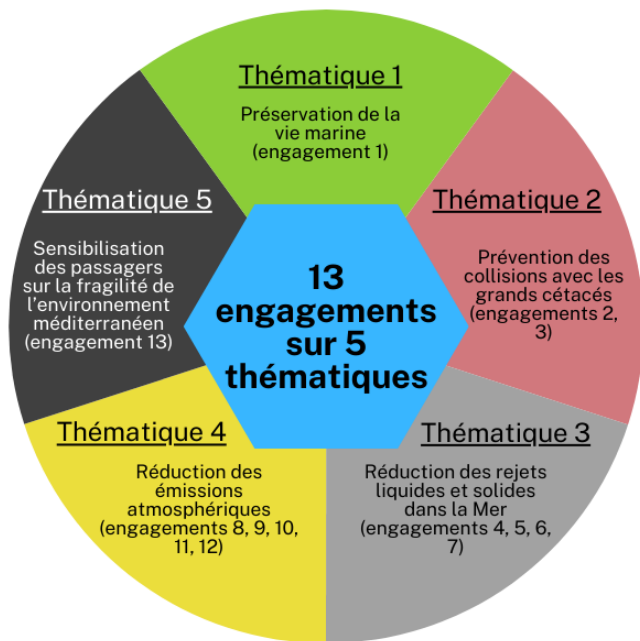 Thématique 1
Préservation de la
vie marine
(engagement 1)
Thématique 2
Prévention des
collisions avec les
grands cétacés
(engagements 2,
3)
Thématique 3
Réduction des rejets
liquides et solides
dans la Mer
(engagements 4, 5, 6,
7)
Thématique 4
Réduction des
émissions
atmosphériques
(engagements 8, 9, 10,
11, 12)
Thématique 5
Sensibilisation
des passagers
sur la fragilité de
l'environnement
méditerranéen
(engagement 13)
13
engagements
sur 5
thématiques